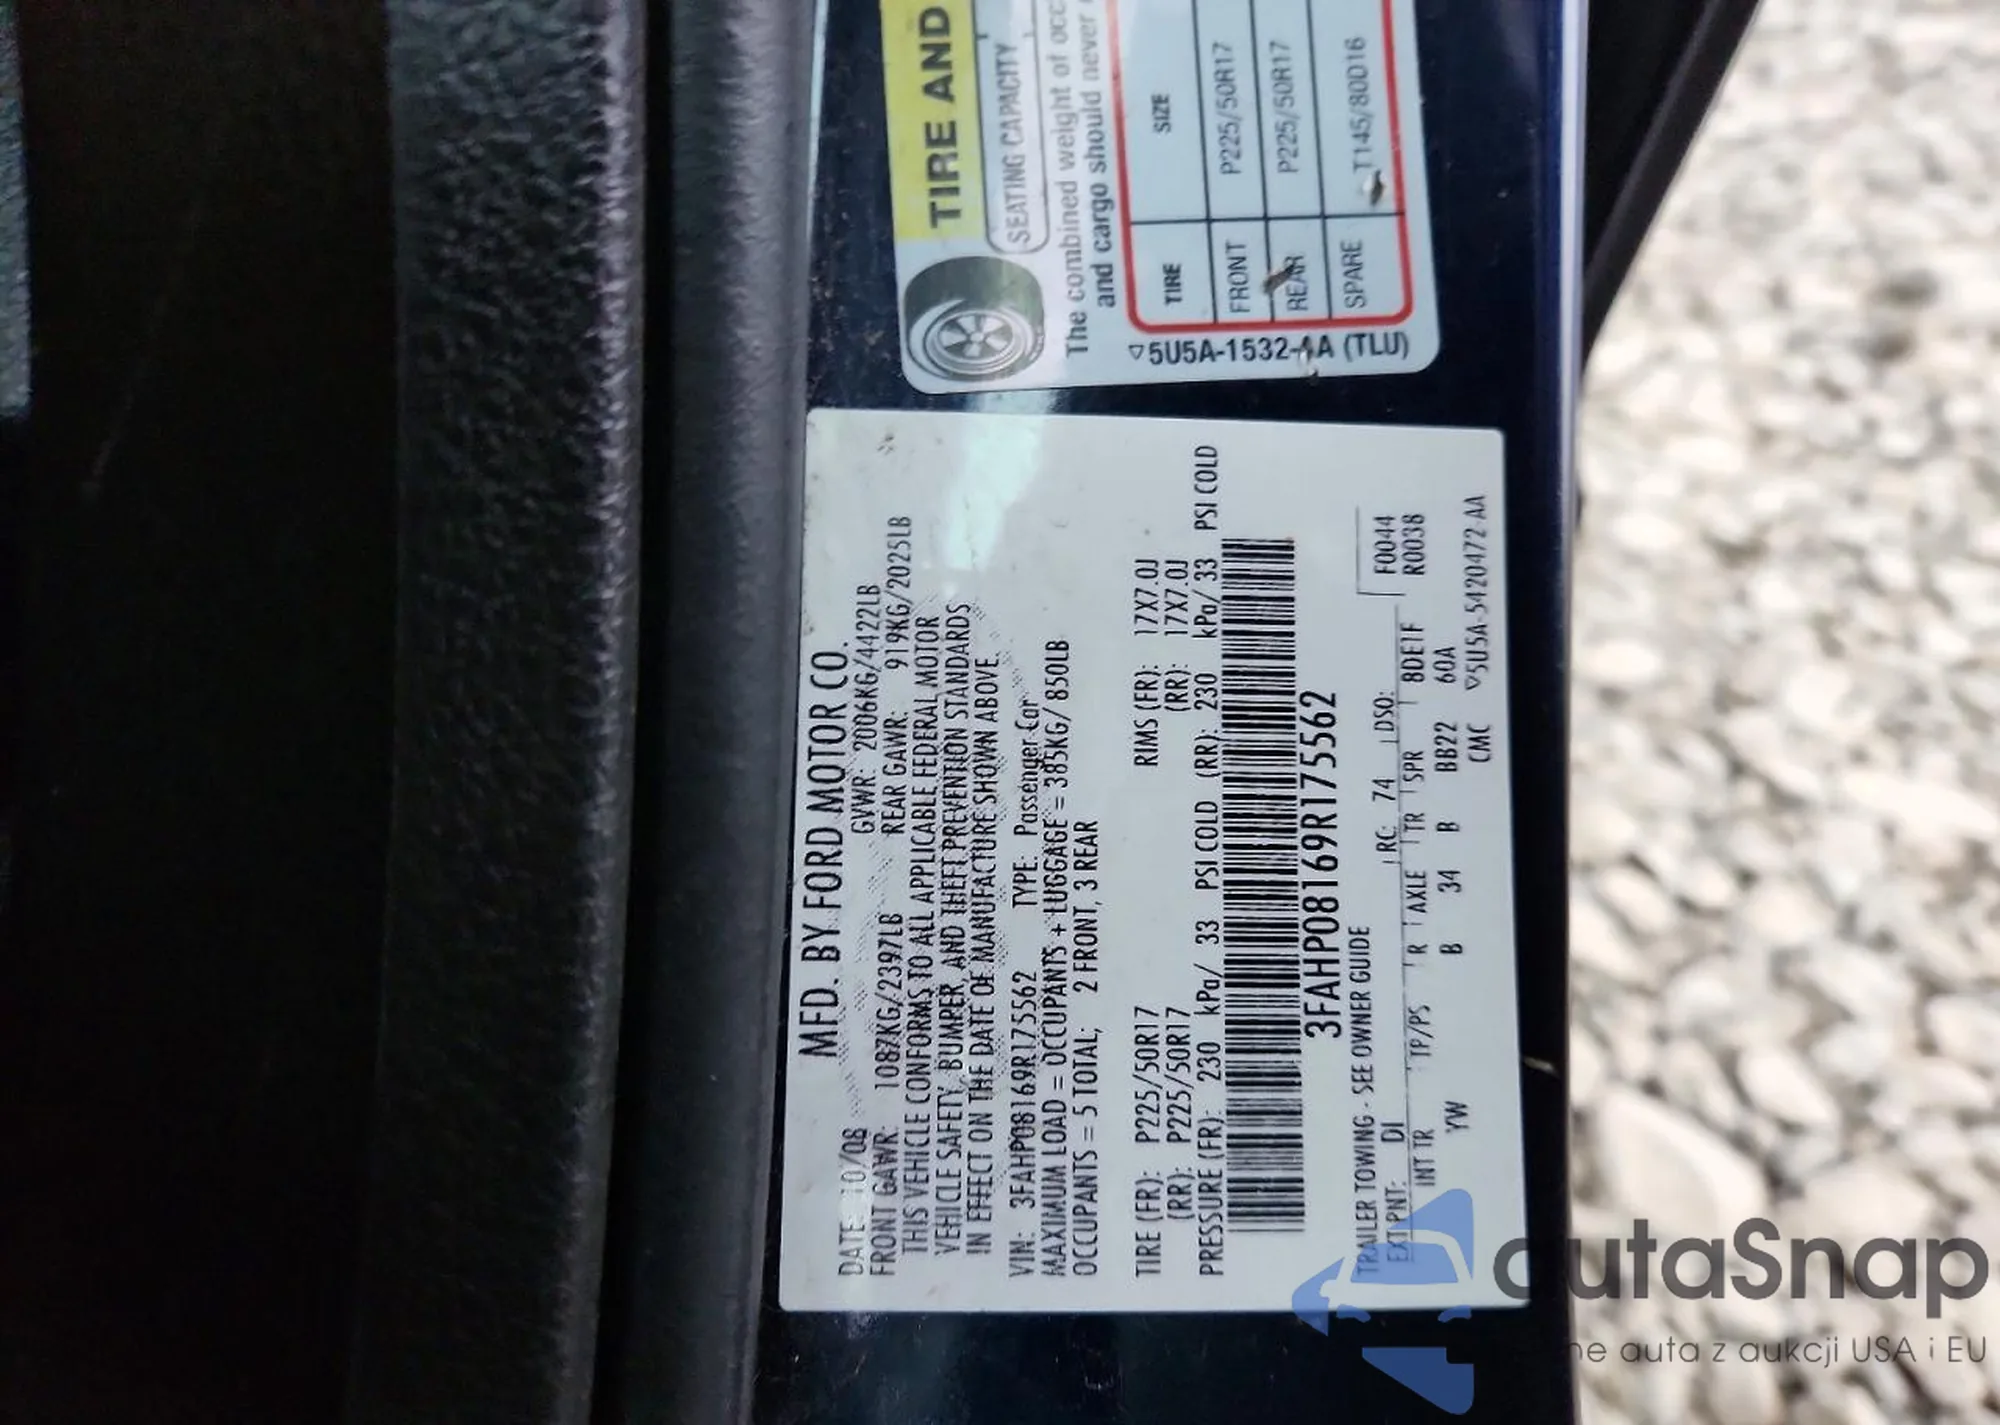 TIRE AND
SEATING CAPACITY
The combined weight of occ
and cargo should never
TIRE SIZE
FRONT P225/50R17
REAR P225/50R17
SPARE T145/80D16
▽5U5A-1532-AA (TLU)
MFD. BY FORD MOTOR CO.
DATE: 10/08 GVWR: 2006KG/4422LB
FRONT GAWR: 1087KG/2397LB REAR GAWR: 919KG/2025LB
THIS VEHICLE CONFORMS TO ALL APPLICABLE FEDERAL MOTOR
VEHICLE SAFETY, BUMPER, AND THEFT PREVENTION STANDARDS
IN EFFECT ON THE DATE OF MANUFACTURE SHOWN ABOVE.
VIN: 3FAHP08169R175562 TYPE: Passenger Car
MAXIMUM LOAD = OCCUPANTS + LUGGAGE = 385KG/ 850LB
OCCUPANTS = 5 TOTAL; 2 FRONT, 3 REAR
TIRE (FR): P225/50R17 RIMS (FR): 17X7.0J
(RR): P225/50R17 (RR): 17X7.0J
PRESSURE (FR): 230 kPa/ 33 PSI COLD (RR): 230 kPa/ 33 PSI COLD
3FAHP08169R175562
TRAILER TOWING - SEE OWNER GUIDE
EXT PNT: DI RC: 74 DSO: F0044
INT TR TP/PS R AXLE TR SPR 8DE1F R0038
YW B 34 B BB22 60A
CMC ▽5U5A-5420472-AA
autaSnap
ne auta z aukcji USA i EU